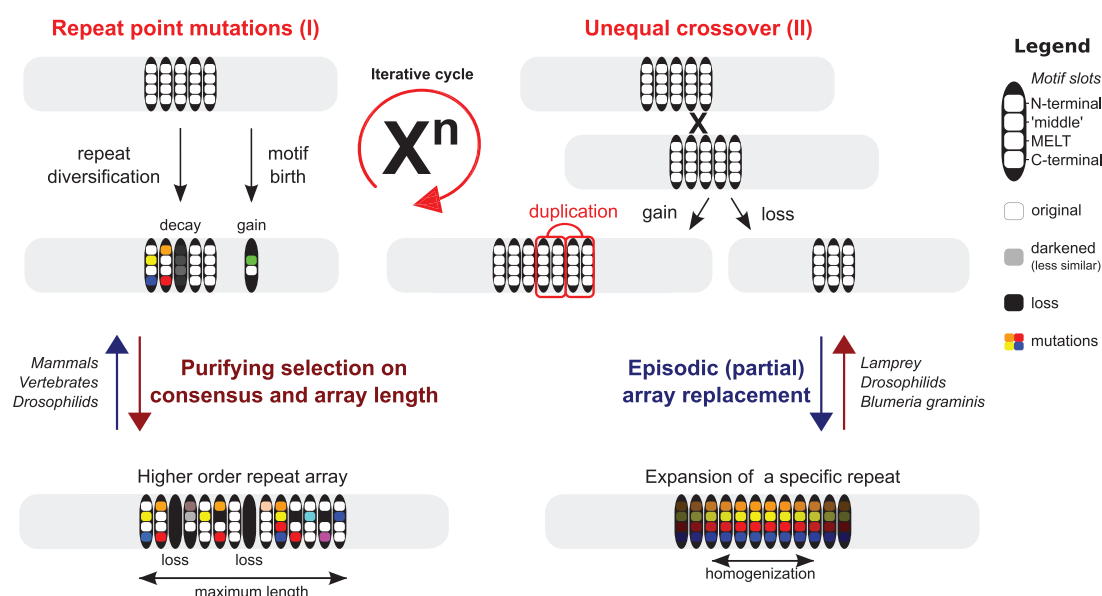 Repeat point mutations (I)
Unequal crossover (II)
Iterative cycle
Xn
X
repeat
diversification
motif
birth
decay
gain
gain
loss
duplication
Legend
Motif slots
N-terminal
'middle'
MELT
C-terminal
original
darkened
(less similar)
loss
mutations
Mammals
Vertebrates
Drosophilids
Purifying selection on
consensus and array length
Episodic (partial)
array replacement
Lamprey
Drosophilids
Blumeria graminis
Higher order repeat array
loss
loss
maximum length
Expansion of a specific repeat
homogenization